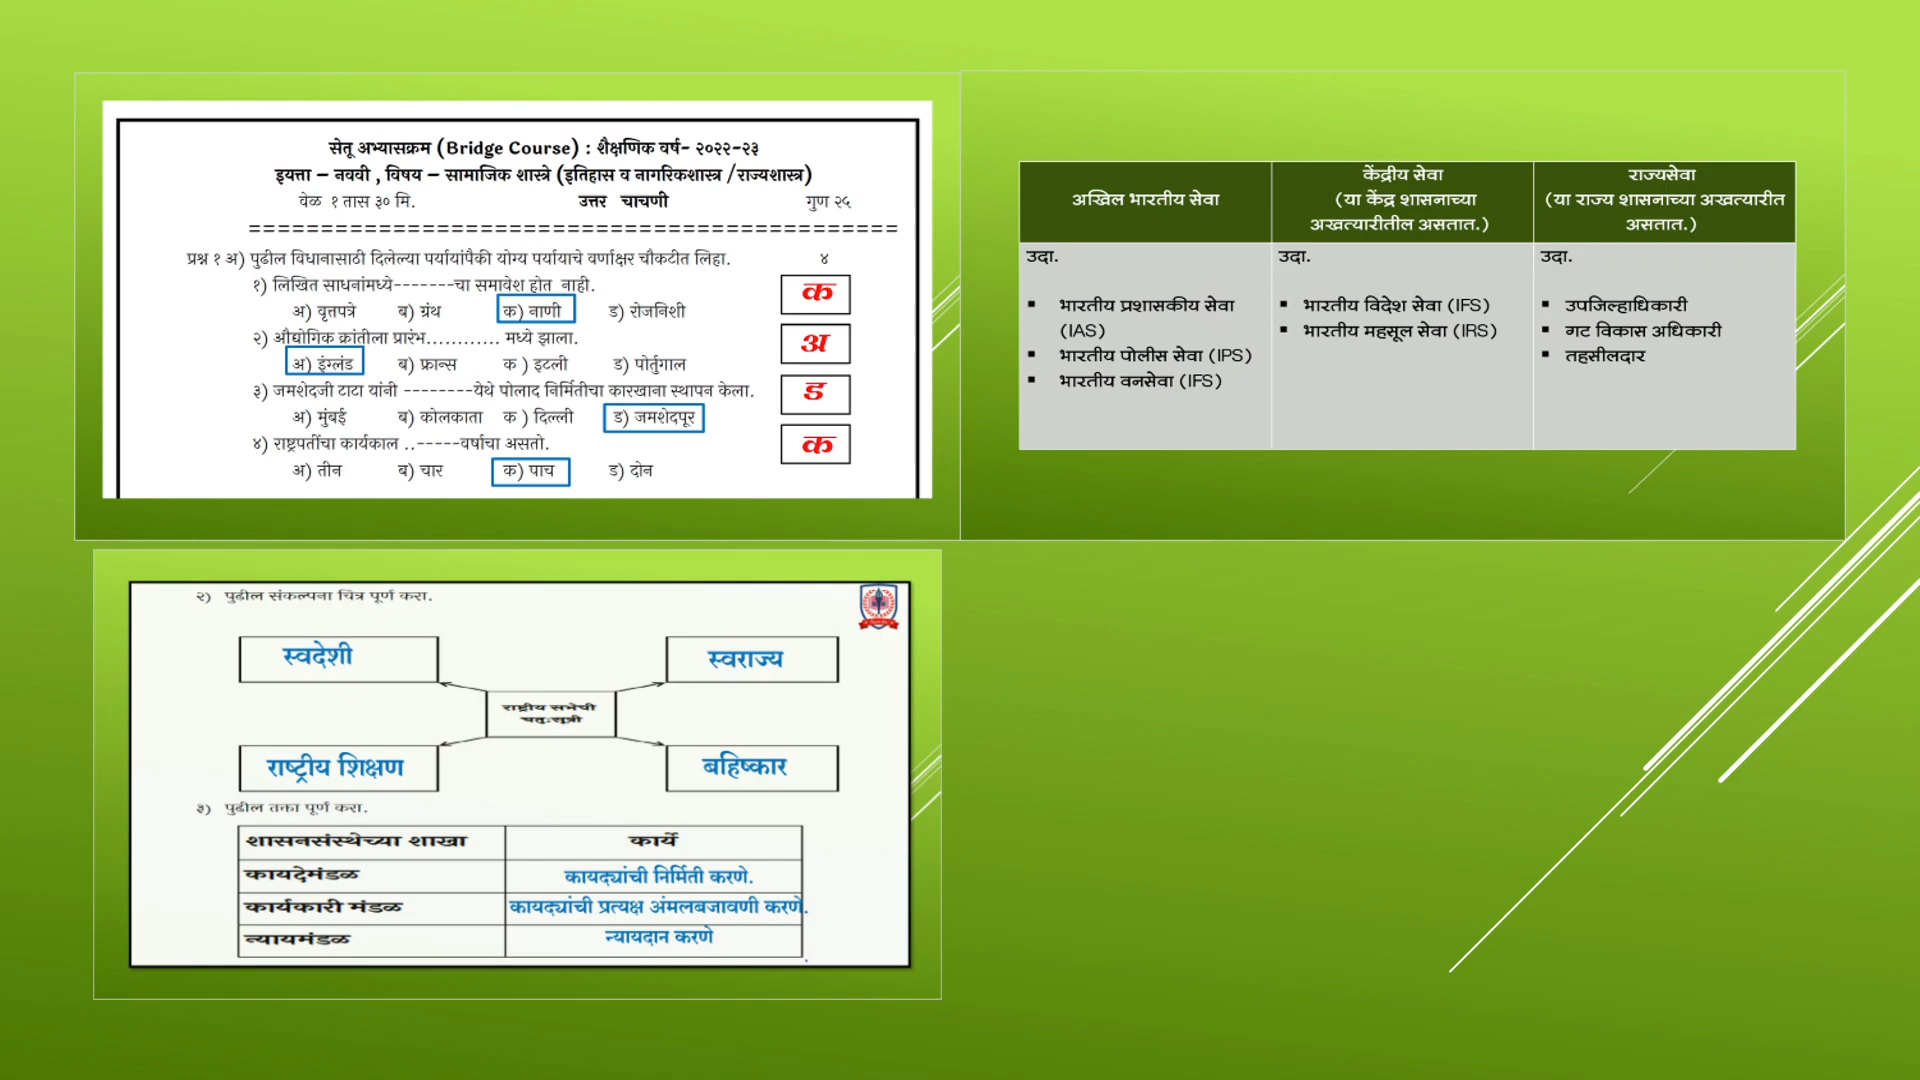 सेतू अभ्यासक्रम (Bridge Course) : शैक्षणिक वर्ष- २०२२-२३
इयत्ता – नववी , विषय – सामाजिक शास्त्रे (इतिहास व नागरिकशास्त्र /राज्यशास्त्र)
वेळ १ तास ३० मि. उत्तर चाचणी गुण २५
=============================================
प्रश्न १ अ) पुढील विधानासाठी दिलेल्या पर्यायांपैकी योग्य पर्यायाचे वर्णाक्षर चौकटीत लिहा. ४
१) लिखित साधनांमध्ये-------चा समावेश होत नाही. क
अ) वृत्तपत्रे ब) ग्रंथ क) नाणी ड) रोजनिशी
२) औद्योगिक क्रांतीला प्रारंभ............ मध्ये झाला. अ
अ) इंग्लंड ब) फ्रान्स क ) इटली ड) पोर्तुगाल
३) जमशेदजी टाटा यांनी --------येथे पोलाद निर्मितीचा कारखाना स्थापन केला. ड
अ) मुंबई ब) कोलकाता क ) दिल्ली ड) जमशेदपूर
४) राष्ट्रपतींचा कार्यकाल ..-----वर्षाचा असतो. क
अ) तीन ब) चार क) पाच ड) दोन
अखिल भारतीय सेवा
केंद्रीय सेवा
(या केंद्र शासनाच्या
अखत्यारीतील असतात.)
राज्यसेवा
(या राज्य शासनाच्या अखत्यारीत
असतात.)
उदा.
भारतीय प्रशासकीय सेवा
(IAS)
भारतीय पोलीस सेवा (IPS)
भारतीय वनसेवा (IFS)
उदा.
भारतीय विदेश सेवा (IFS)
भारतीय महसूल सेवा (IRS)
उदा.
उपजिल्हाधिकारी
गट विकास अधिकारी
तहसीलदार
२) पुढील संकल्पना चित्र पूर्ण करा.
स्वदेशी स्वराज्य
राष्ट्रीय सभेची
चतु:सूत्री
राष्ट्रीय शिक्षण बहिष्कार
३) पुढील तक्ता पूर्ण करा.
शासनसंस्थेच्या शाखा कार्ये
कायदेमंडळ कायद्यांची निर्मिती करणे.
कार्यकारी मंडळ कायद्यांची प्रत्यक्ष अंमलबजावणी करणे.
न्यायमंडळ न्यायदान करणे